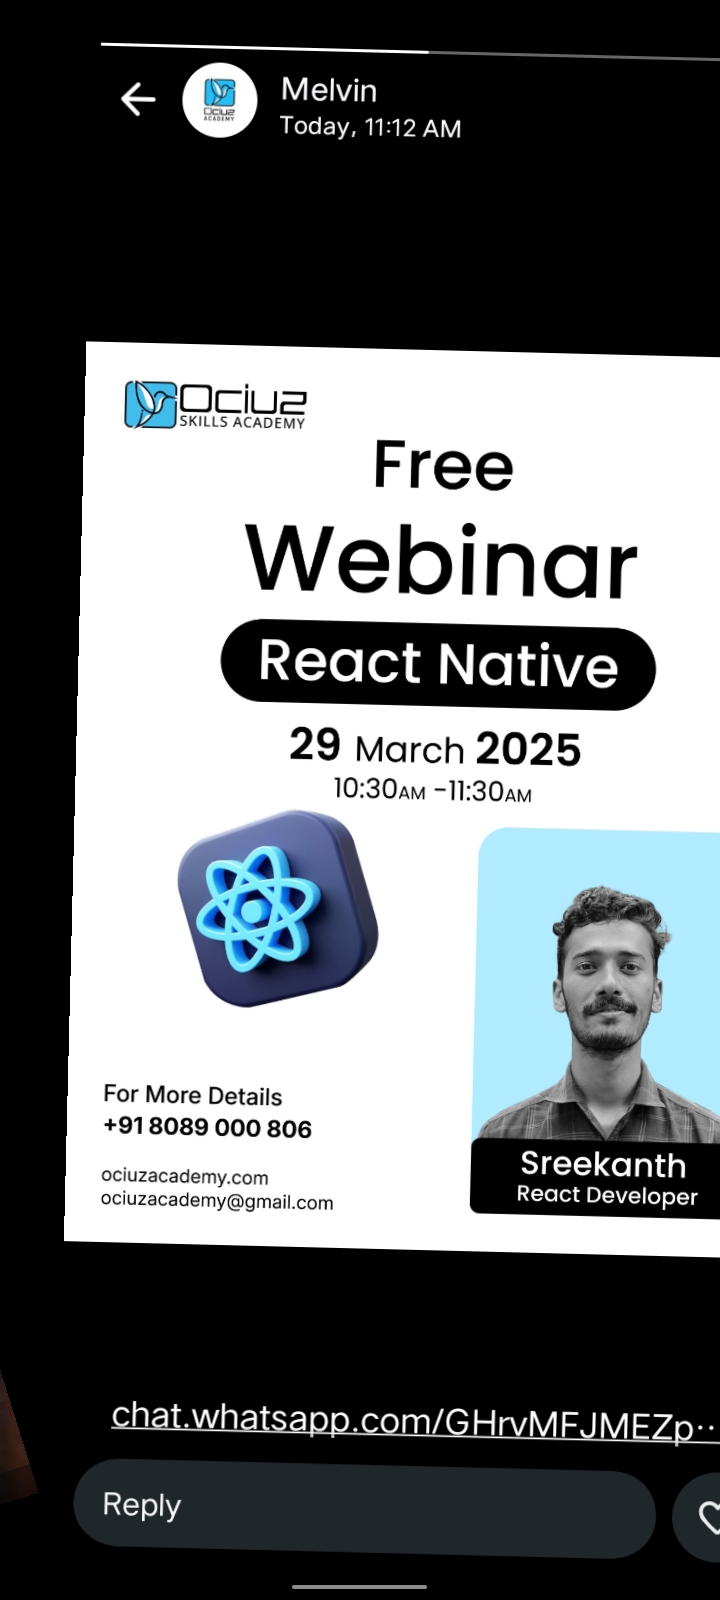 Melvin
Today, 11:12 AM
Ociuz
ACADEMY
Ociuz
SKILLS ACADEMY
Free
Webinar
React Native
29 March 2025
10:30AM -11:30AM
For More Details
+91 8089 000 806
ociuzacademy.com
ociuzacademy@gmail.com
Sreekanth
React Developer
chat.whatsapp.com/GHrvMFJMEZp...
Reply